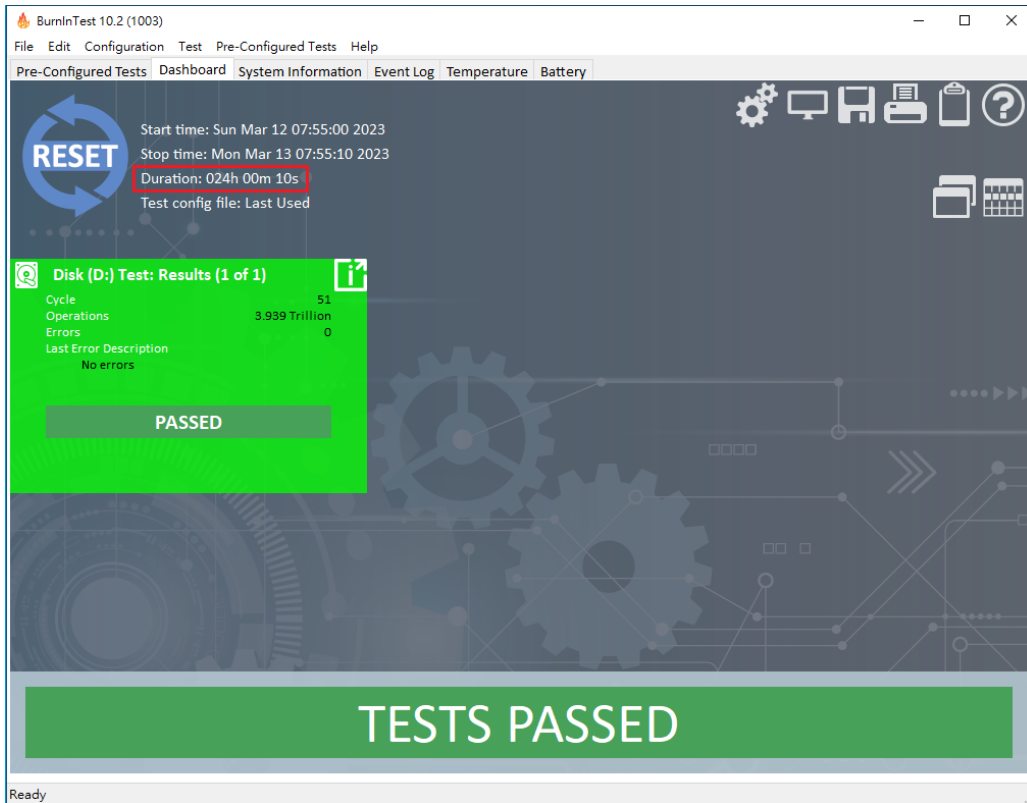 BurnInTest 10.2 (1003)
File Edit Configuration Test Pre-Configured Tests Help
Pre-Configured Tests Dashboard System Information Event Log Temperature Battery
RESET
Start time: Sun Mar 12 07:55:00 2023
Stop time: Mon Mar 13 07:55:10 2023
Duration: 024h 00m 10s
Test config file: Last Used
Disk (D:) Test: Results (1 of 1)
Cycle 51
Operations 3.939 Trillion
Errors 0
Last Error Description
No errors
PASSED
TESTS PASSED
Ready